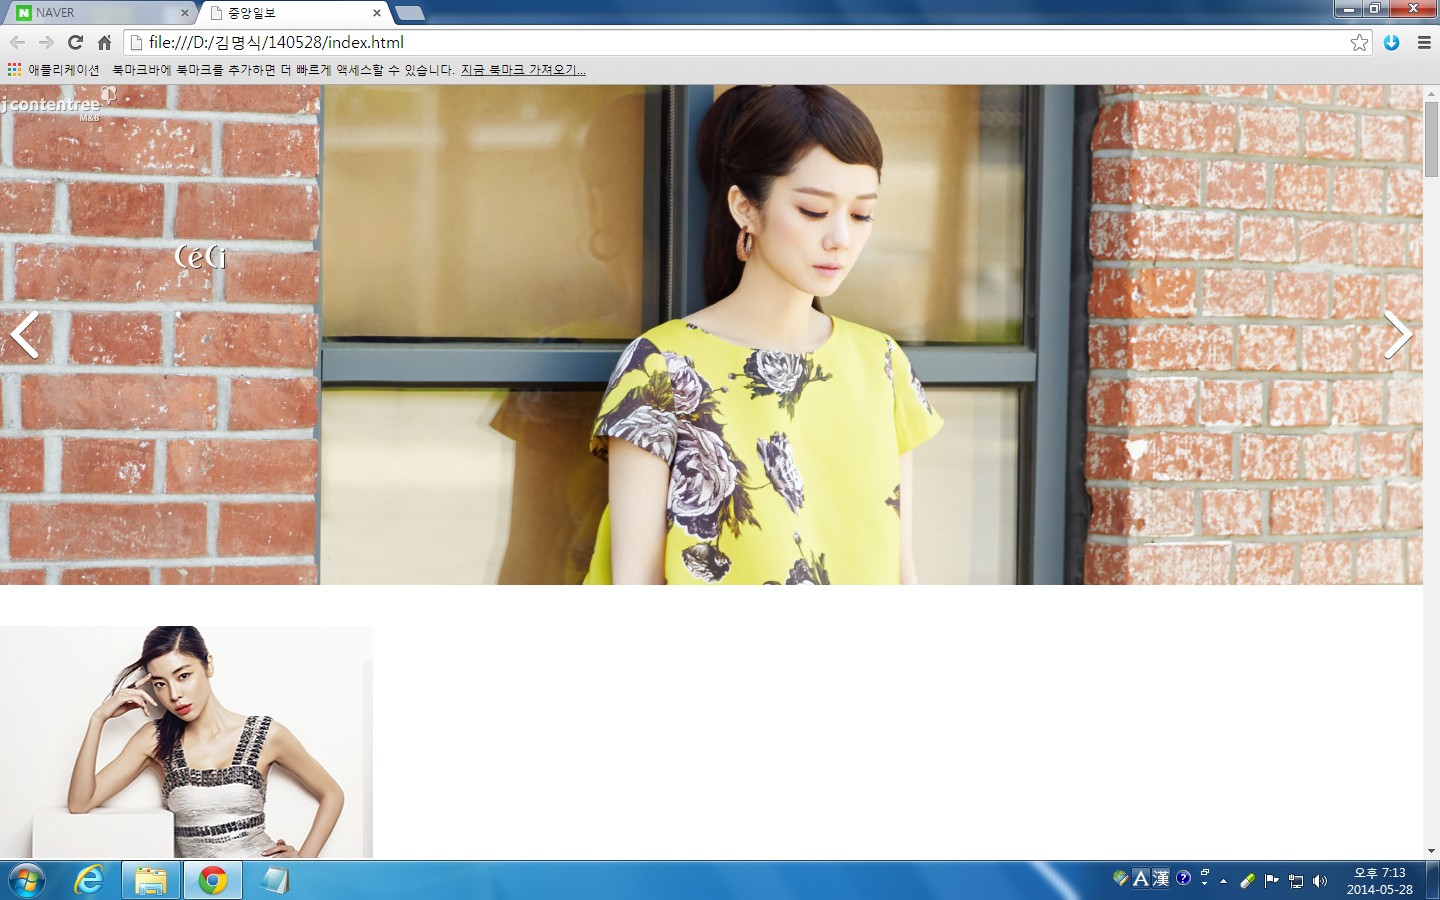 NAVER
중앙일보
file:///D:/김명식/140528/index.html
애플리케이션 북마크바에 북마크를 추가하면 더 빠르게 액세스할 수 있습니다. 지금 북마크 가져오기...
j contentree
M&B
CéCi
A 漢
오후 7:13
2014-05-28